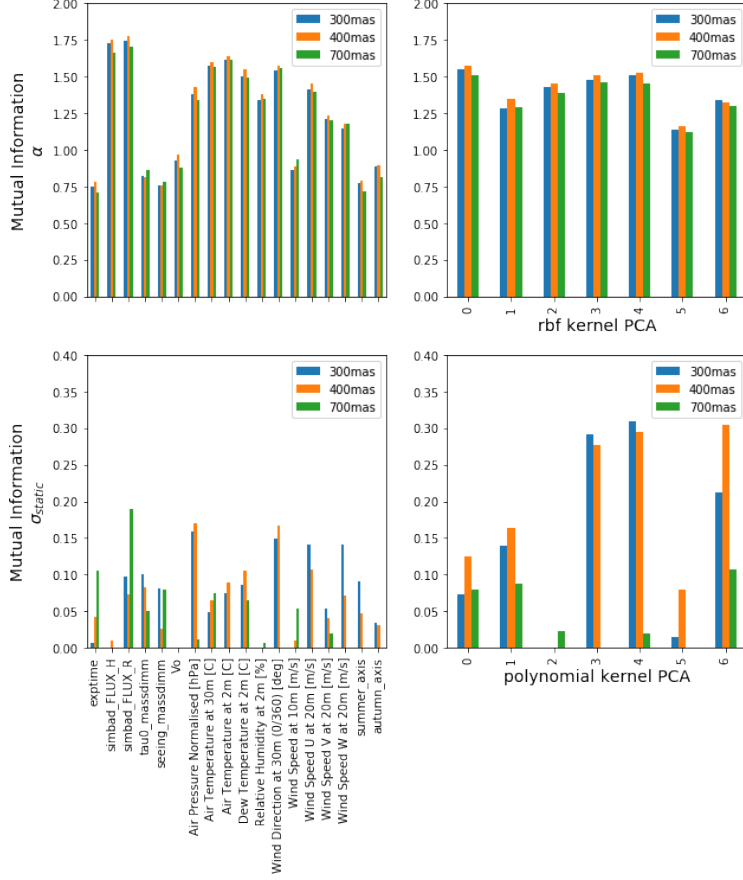 2.00
1.75
1.50
1.25
1.00
0.75
0.50
0.25
0.00
Mutual Information
α
300mas
400mas
700mas
2.00
1.75
1.50
1.25
1.00
0.75
0.50
0.25
0.00
300mas
400mas
700mas
0
1
2
3
4
5
6
rbf kernel PCA
0.40
0.35
0.30
0.25
0.20
0.15
0.10
0.05
0.00
Mutual Information
σstatic
300mas
400mas
700mas
exptime
simbad_FLUX_H
simbad_FLUX_R
tau0_massdimm
seeing_massdimm
Vo
Air Pressure Normalised [hPa]
Air Temperature at 30m [C]
Air Temperature at 2m [C]
Dew Temperature at 2m [C]
Relative Humidity at 2m [%]
Wind Direction at 30m (0/360) [deg]
Wind Speed at 10m [m/s]
Wind Speed U at 20m [m/s]
Wind Speed V at 20m [m/s]
Wind Speed W at 20m [m/s]
summer_axis
autumn_axis
0.40
0.35
0.30
0.25
0.20
0.15
0.10
0.05
0.00
300mas
400mas
700mas
0
1
2
3
4
5
6
polynomial kernel PCA